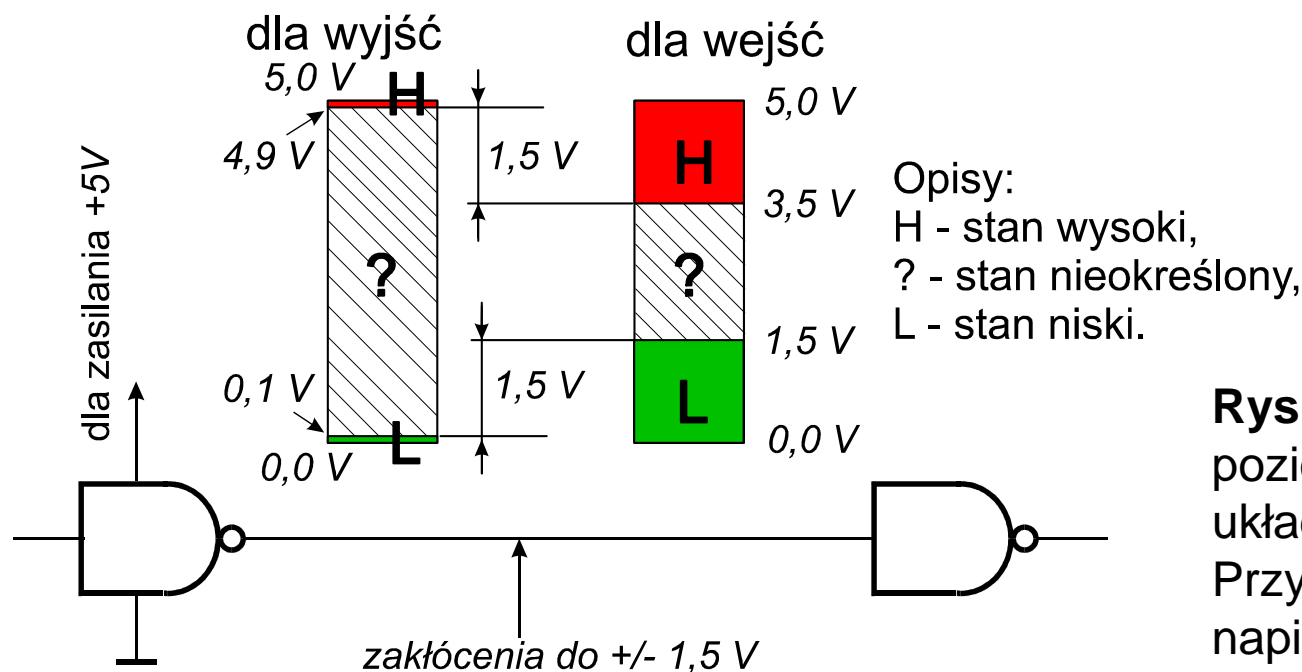 dla wyjść
dla wejść
5,0 V
H
4,9 V
1,5 V
?
0,1 V
1,5 V
L
0,0 V
5,0 V
H
3,5 V
?
1,5 V
L
0,0 V
Opisy:
H - stan wysoki,
? - stan nieokreślony,
L - stan niski.
dla zasilania +5V
Rys
pozi
ukła
Przy
napi
zakłócenia do +/- 1,5 V